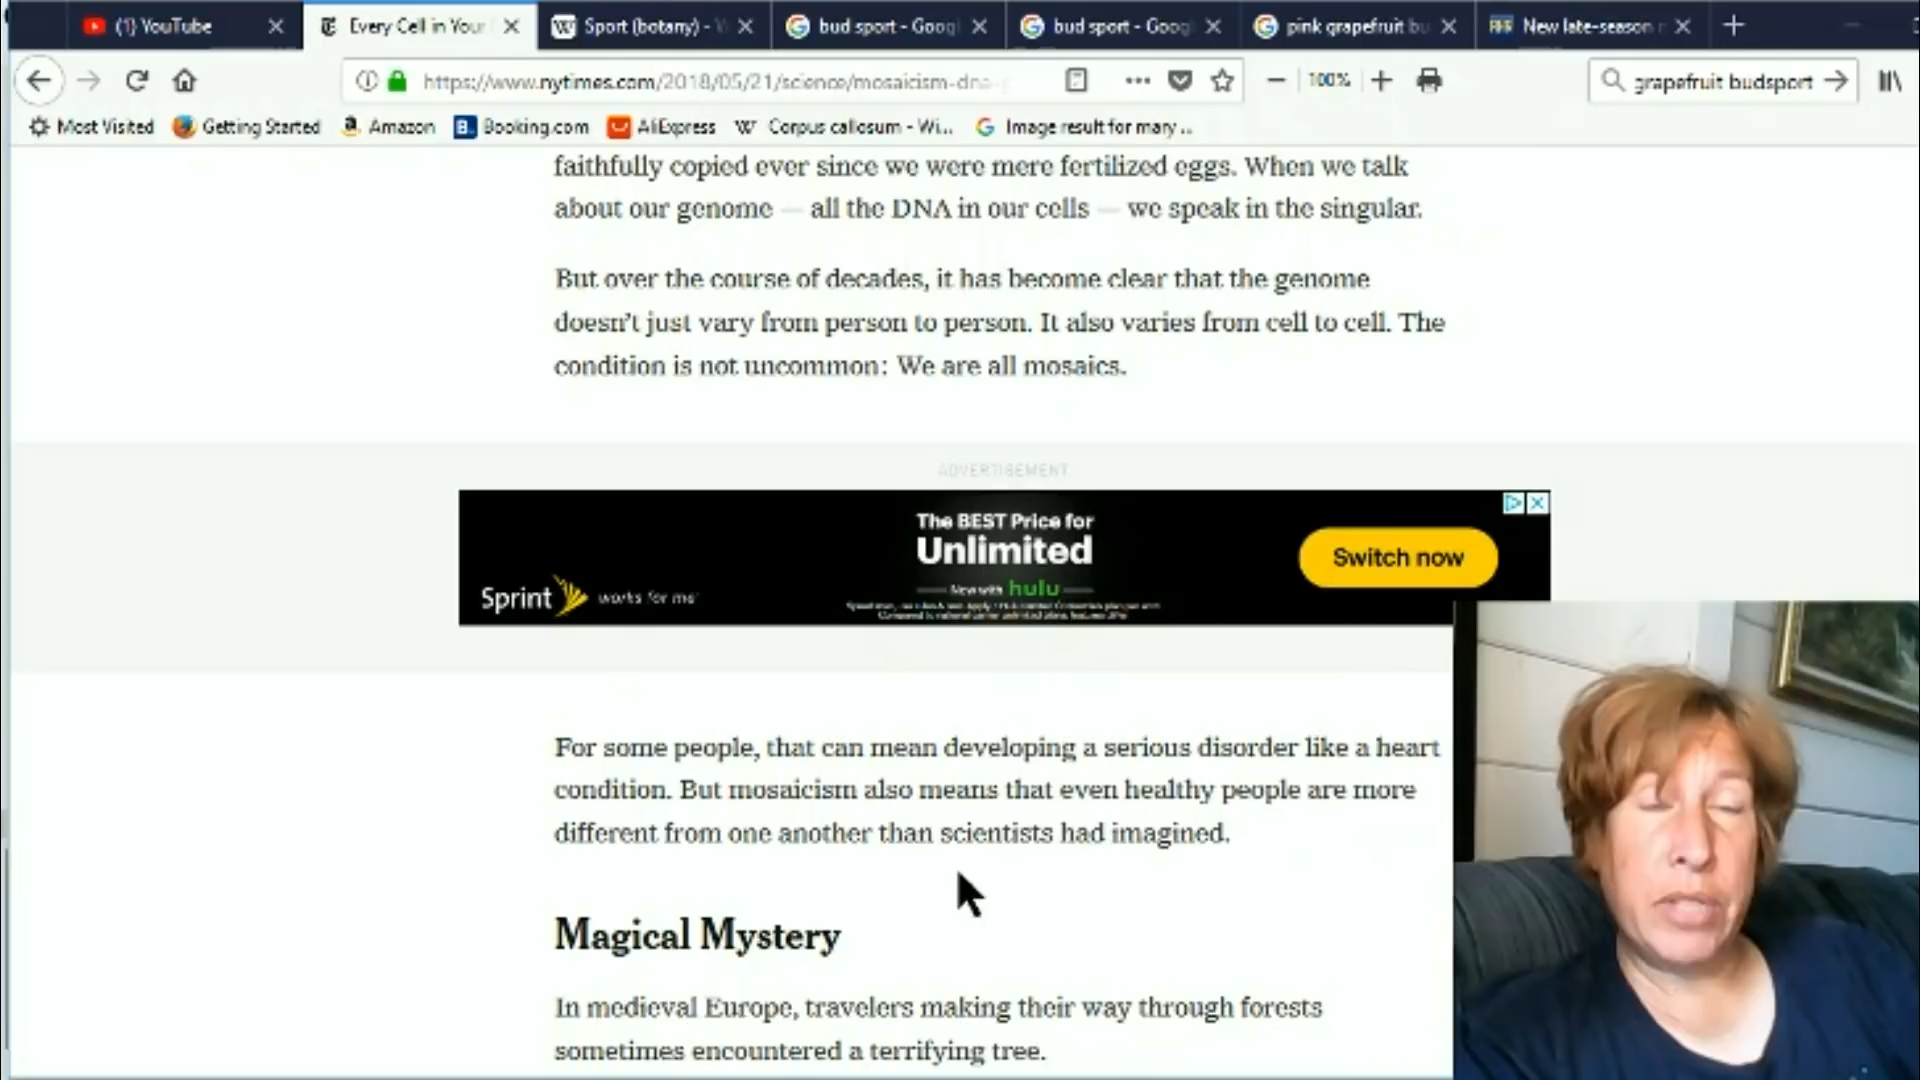 (1) YouTube
Every Cell in Your
Sport (botany) -
bud sport - Googl
bud sport - Goog
pink grapefruit bu
New late-season
https://www.nytimes.com/2018/05/21/science/mosaicism-dna-
100%
grapefruit budsport
Most Visited
Getting Started
Amazon
Booking.com
AliExpress
Corpus callosum - Wi...
Image result for mary ...
faithfully copied ever since we were mere fertilized eggs. When we talk
about our genome — all the DNA in our cells — we speak in the singular.
But over the course of decades, it has become clear that the genome
doesn't just vary from person to person. It also varies from cell to cell. The
condition is not uncommon: We are all mosaics.
ADVERTISEMENT
The BEST Price for
Unlimited
Now with hulu
Sprint works for me
Switch now
For some people, that can mean developing a serious disorder like a heart
condition. But mosaicism also means that even healthy people are more
different from one another than scientists had imagined.
Magical Mystery
In medieval Europe, travelers making their way through forests
sometimes encountered a terrifying tree.